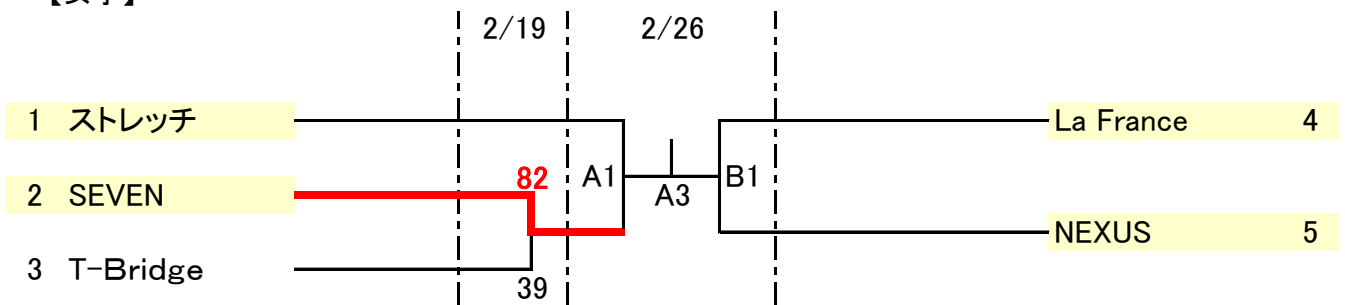 2/19 2/26
1 ストレッチ
La France 4
82
A1
B1
2 SEVEN
A3
NEXUS 5
3 T-Bridge
39